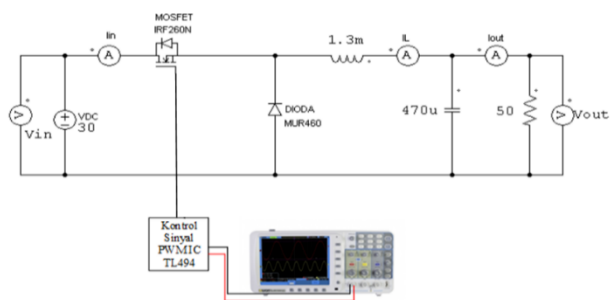 MOSFET
IRF260N
Iin
1.3m
IL
Iout
A
A
A
V
Vin
VDC
30
DIODA
MUR460
470u
50
V
Vout
Kontrol
Sinyal
PWMIC
TL494